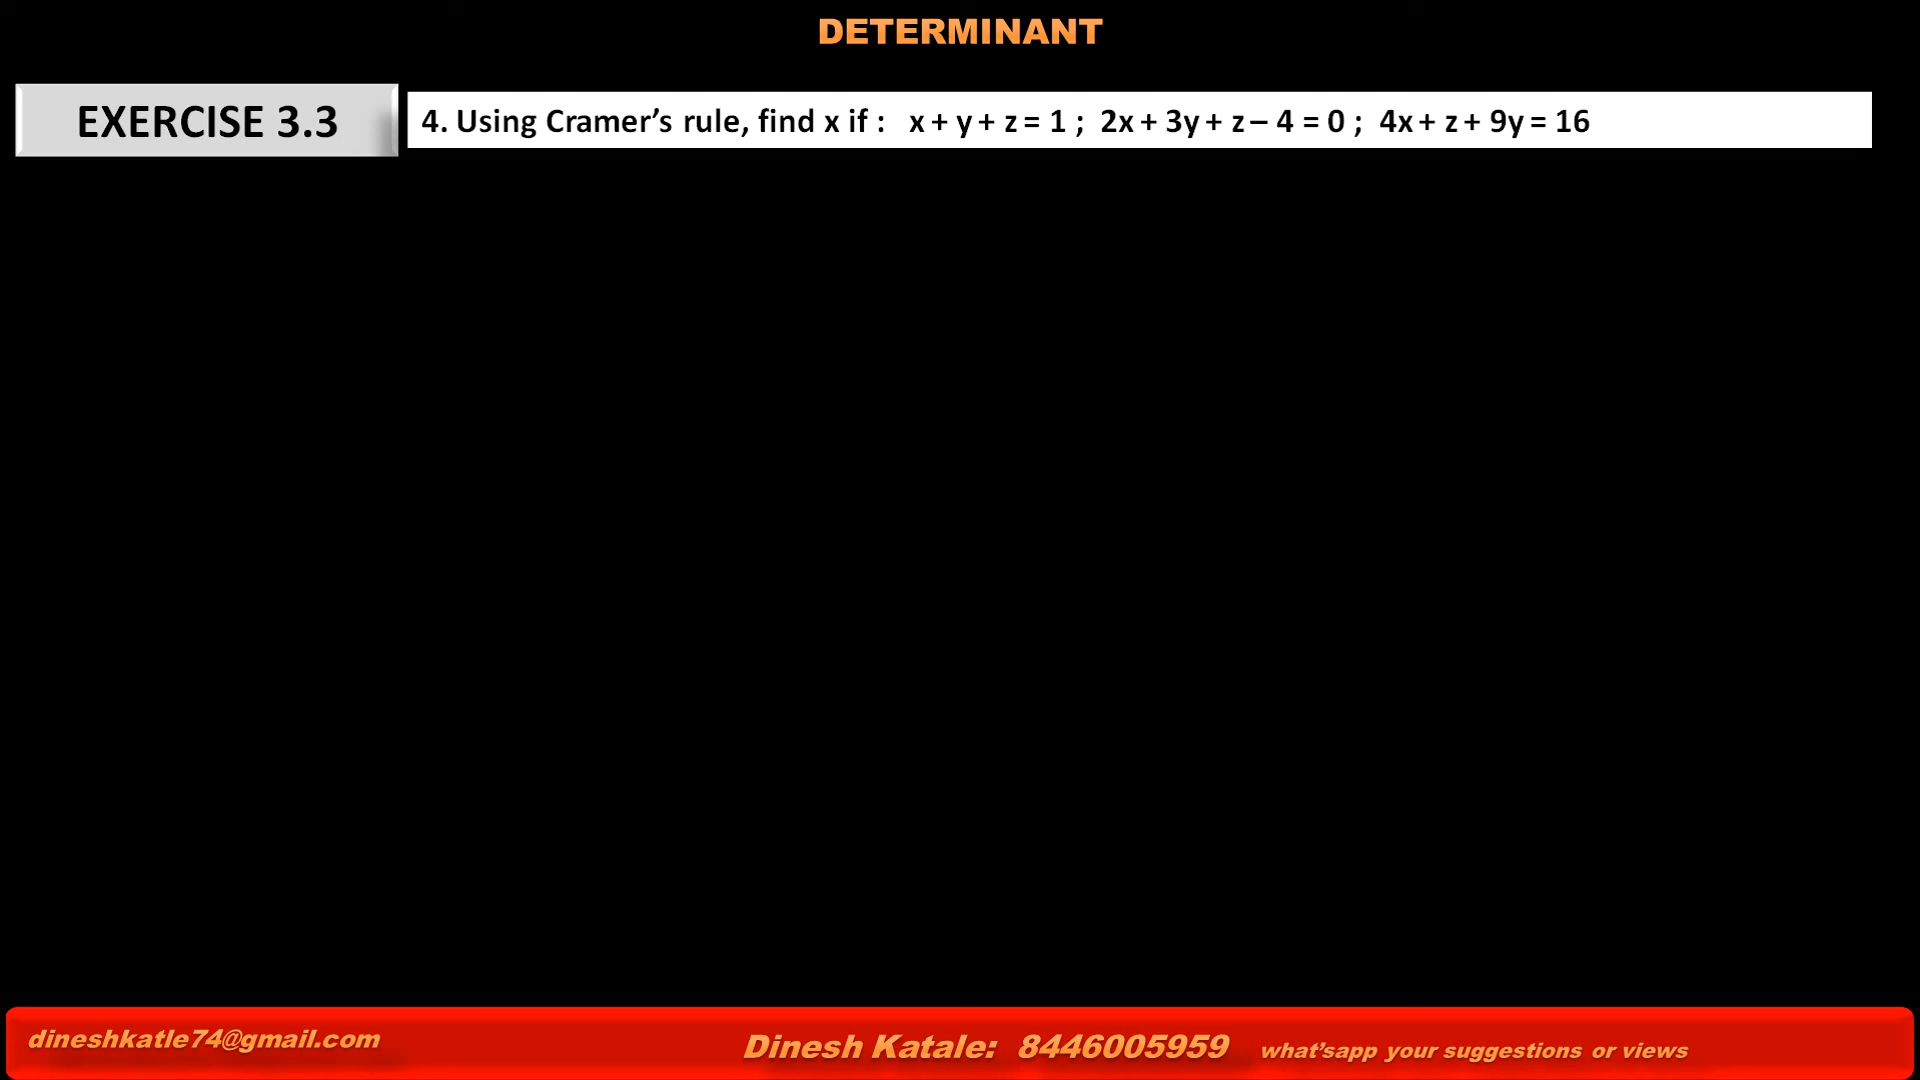 DETERMINANT
EXERCISE 3.3
4. Using Cramer’s rule, find x if : x + y + z = 1 ; 2x + 3y + z – 4 = 0 ; 4x + z + 9y = 16
dineshkatle74@gmail.com
Dinesh Katale: 8446005959 what’sapp your suggestions or views